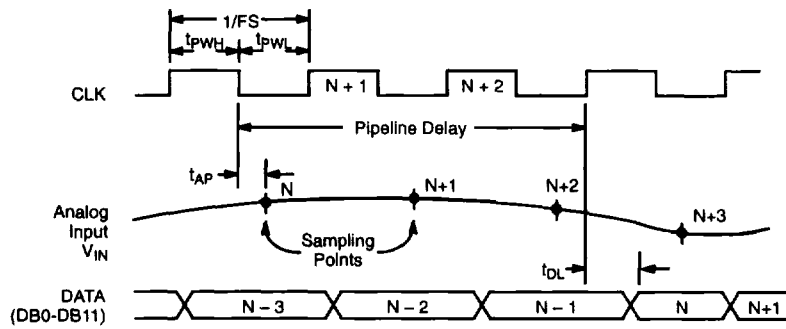 1/FS
tPWH tPWL
CLK
N + 1 N + 2
Pipeline Delay
tAP
N N+1 N+2 N+3
Analog
Input
VIN
Sampling
Points
tDL
DATA
(DB0-DB11)
N – 3 N – 2 N – 1 N N+1